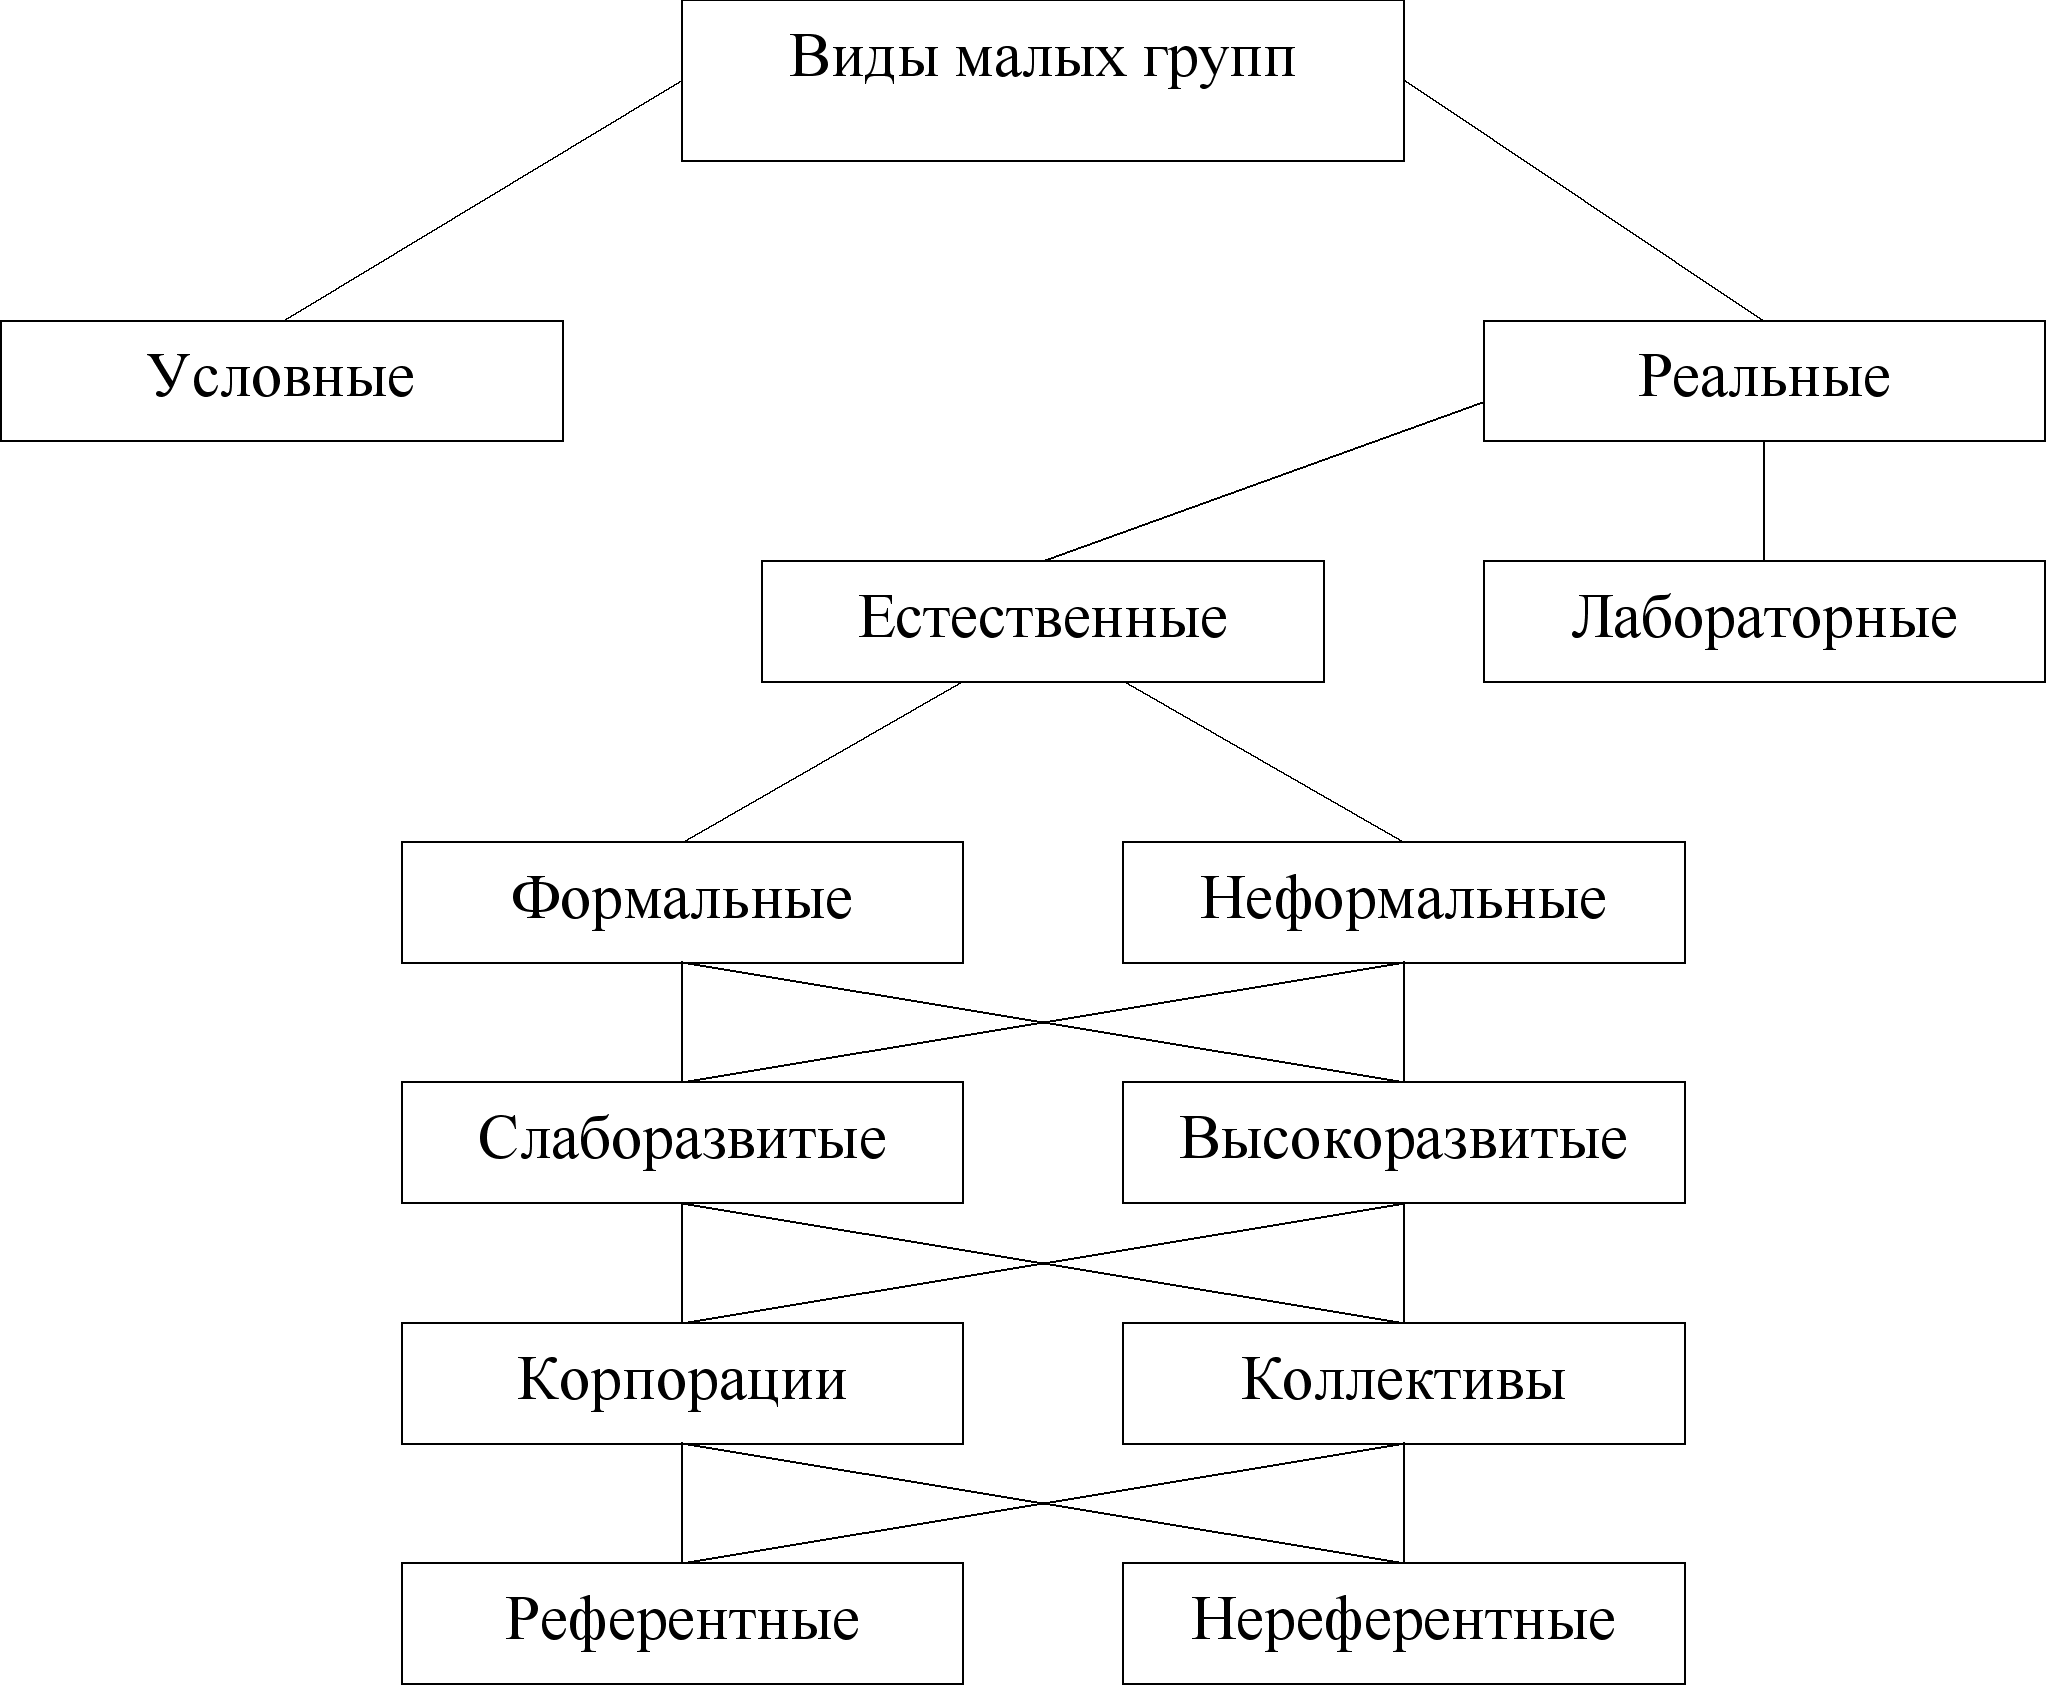 Виды малых групп
Условные
Реальные
Естественные
Лабораторные
Формальные
Неформальные
Слаборазвитые
Высокоразвитые
Корпорации
Коллективы
Референтные
Нереферентные